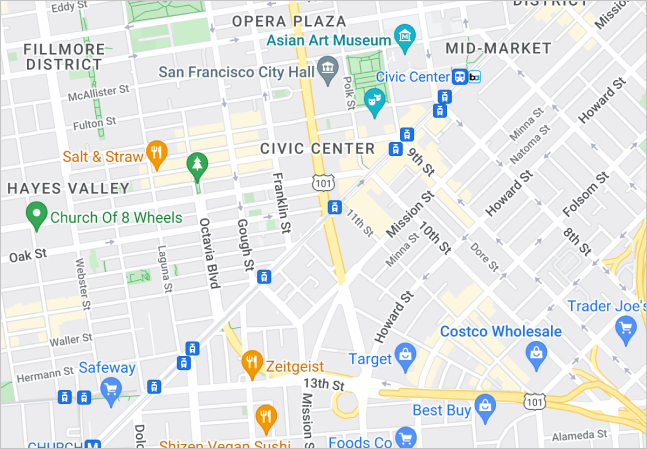 Eddy St
OPERA PLAZA
DISTRICT
FILLMORE
DISTRICT
Asian Art Museum
MID-MARKET
San Francisco City Hall
Polk St
Civic Center
McAllister St
Howard St
Minna St
Fulton St
Natoma St
Salt & Straw
CIVIC CENTER
9th St
HAYES VALLEY
101
Franklin St
Howard St
Folsom St
Church Of 8 Wheels
Octavia Blvd
Gough St
11th St
Mission St
10th St
8th St
Oak St
Laguna St
Minna St
Dore St
Webster St
Howard St
Trader Joe's
Waller St
Costco Wholesale
Target
Safeway
Zeitgeist
Hermann St
13th St
101
Best Buy
Mission S
Dolo
Shizen Vegan Sushi
Foods Co
Alameda St
CHURCH
M